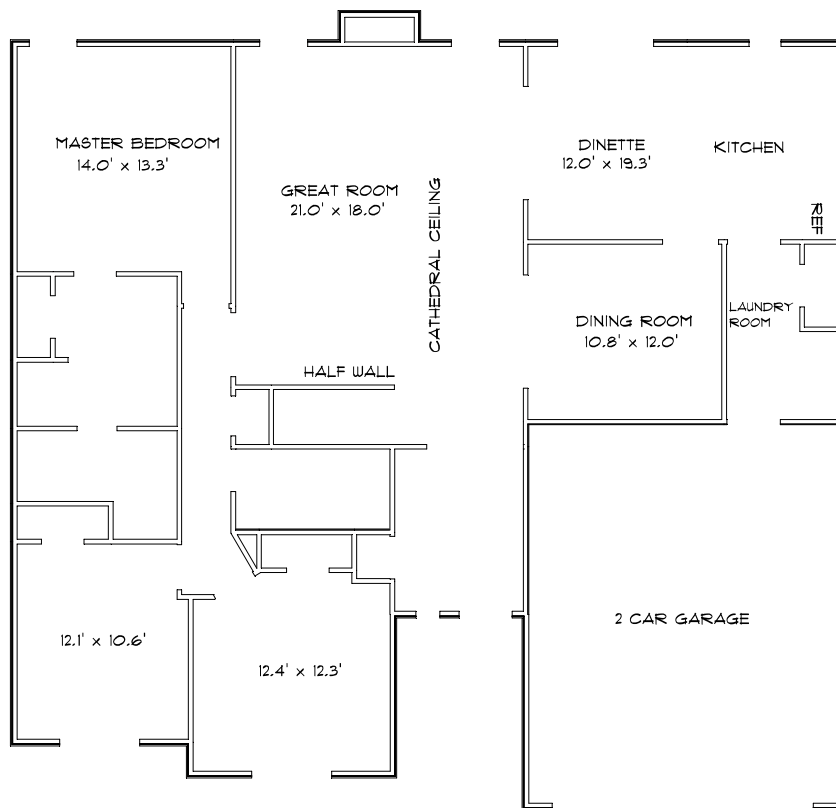 MASTER BEDROOM
14.0' x 13.3'
GREAT ROOM
21.0' x 18.0'
CATHEDRAL CEILING
DINETTE
12.0' x 19.3'
KITCHEN
REF
DINING ROOM
10.8' x 12.0'
LAUNDRY
ROOM
HALF WALL
12.1' x 10.6'
12.4' x 12.3'
2 CAR GARAGE